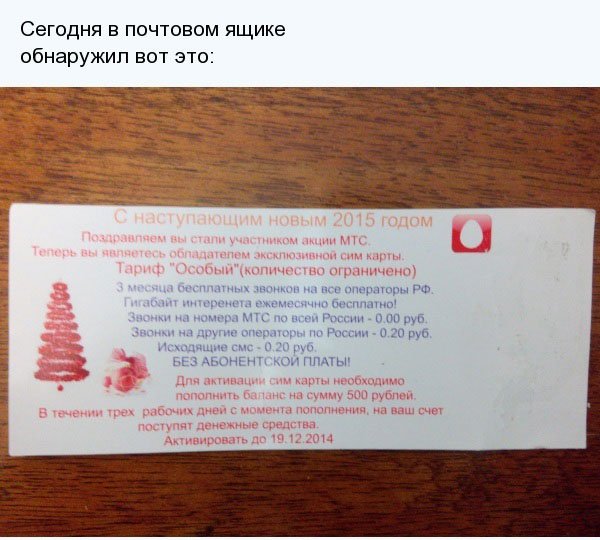 Сегодня в почтовом ящике
обнаружил вот это:
С наступающим новым 2015 годом
Поздравляем вы стали участником акции МТС.
Теперь вы являетесь обладателем эксклюзивной сим карты.
Тариф "Особый"(количество ограничено)
3 месяца бесплатных звонков на все операторы РФ.
Гигабайт интеренета ежемесячно бесплатно!
Звонки на номера МТС по всей России - 0.00 руб.
Звонки на другие операторы по России - 0.20 руб.
Исходящие смс - 0.20 руб.
БЕЗ АБОНЕНТСКОЙ ПЛАТЫ!
Для активации сим карты необходимо
пополнить баланс на сумму 500 рублей.
В течении трех рабочих дней с момента пополнения, на ваш счет
поступят денежные средства.
Активировать до 19.12.2014